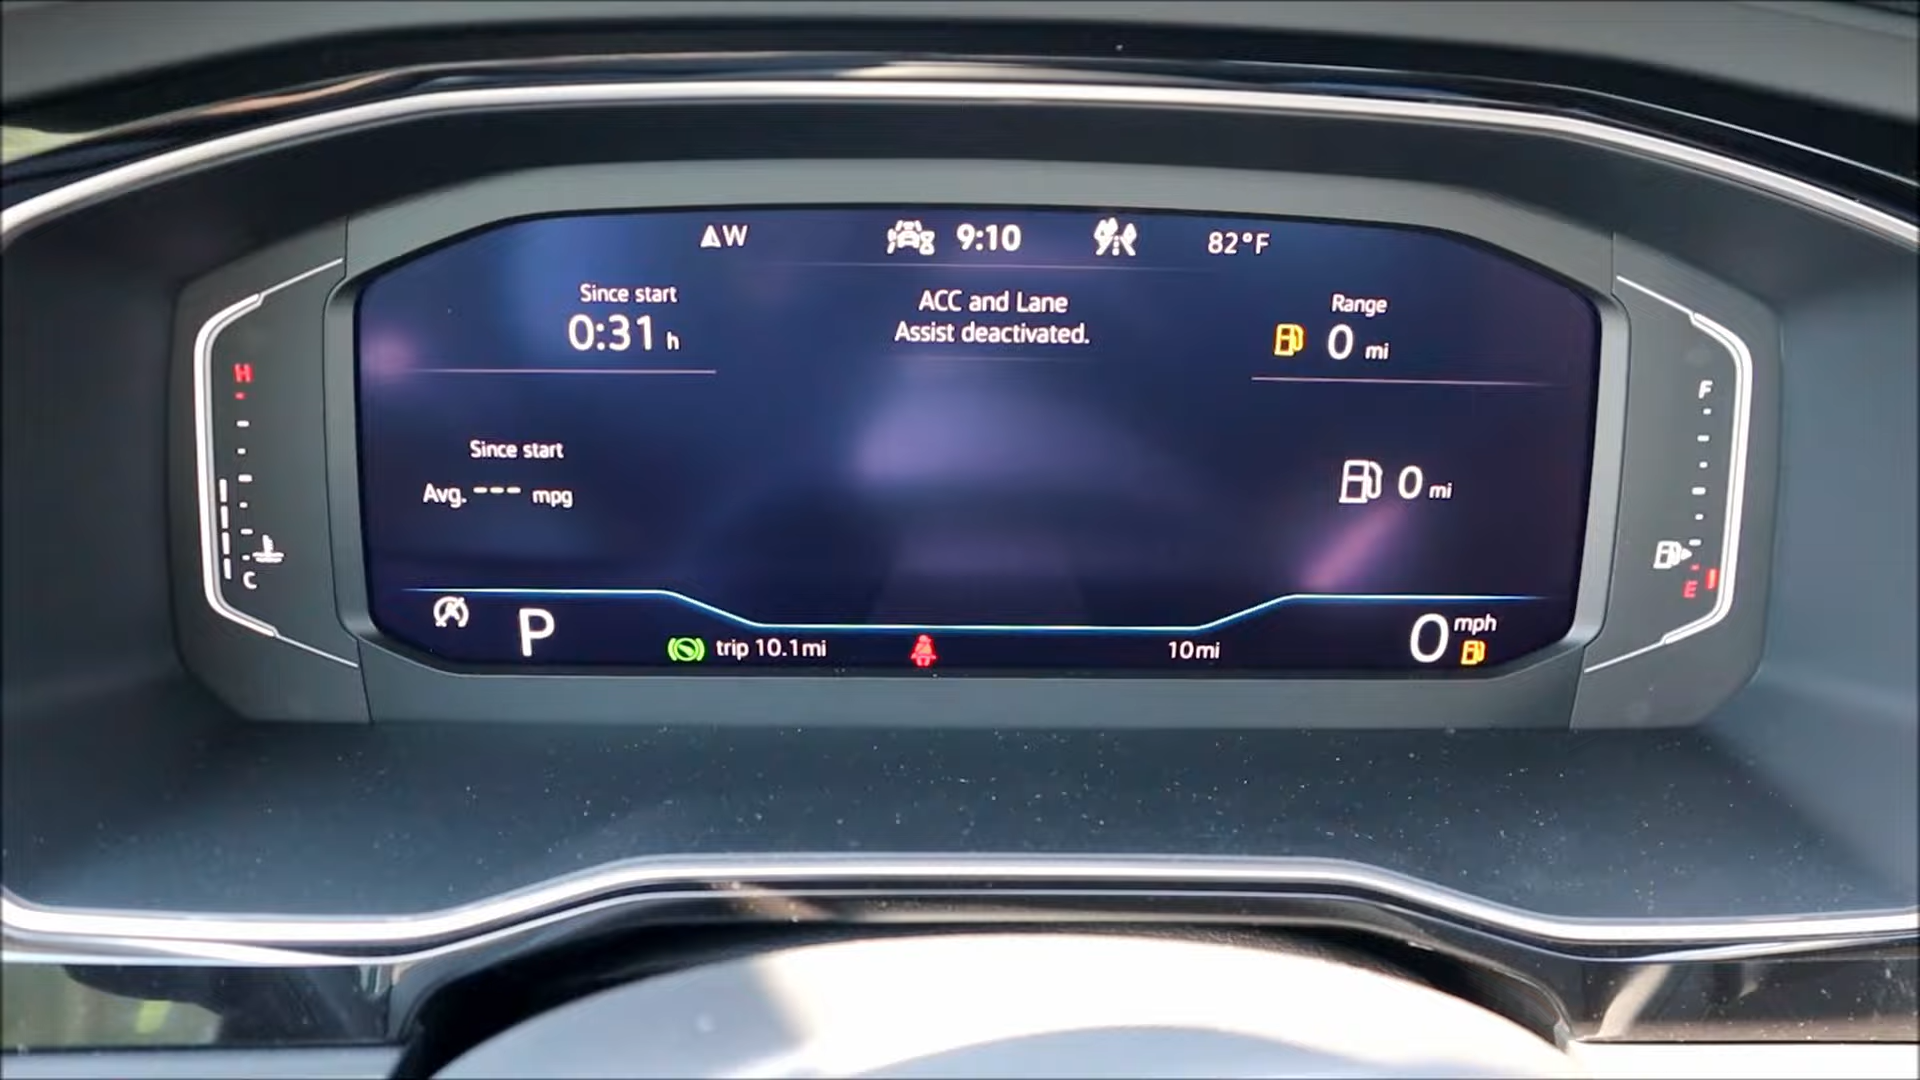 W 9:10 82°F
Since start
0:31 h
ACC and Lane
Assist deactivated.
Range
0 mi
H
F
Since start
Avg. --- mpg
0 mi
C
E
P
trip 10.1mi
10mi
0 mph